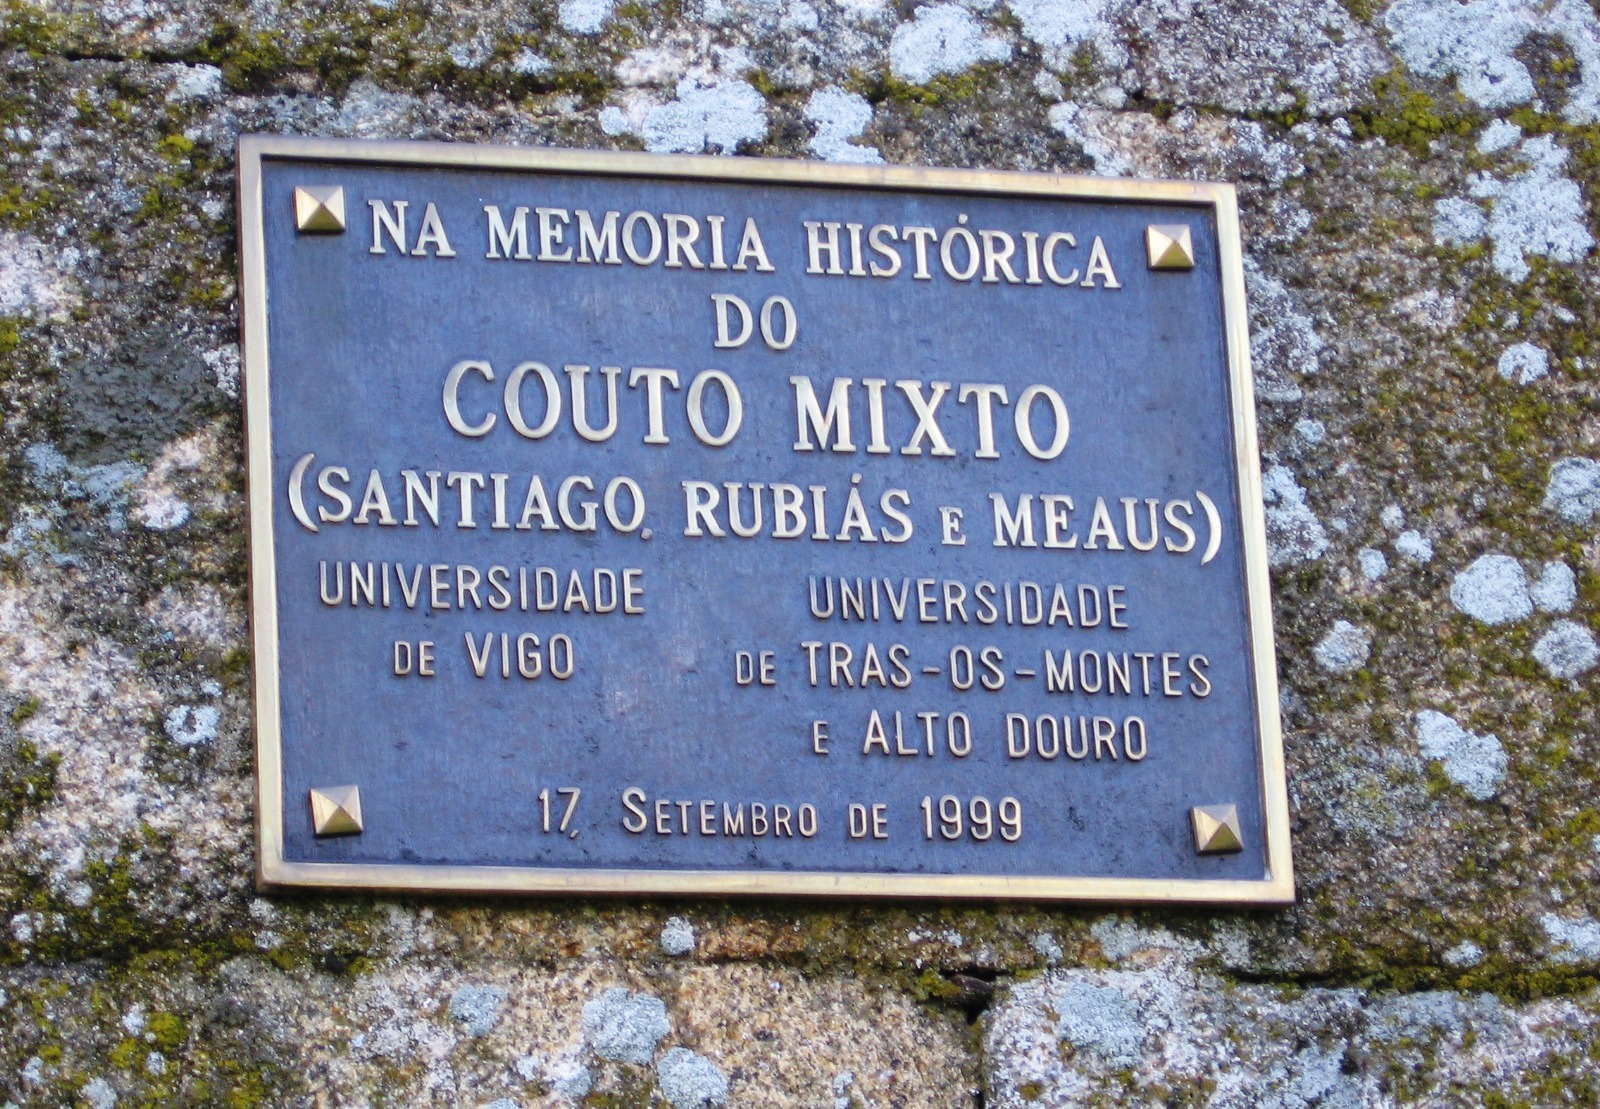 NA MEMORIA HISTÓRICA
DO
COUTO MIXTO
(SANTIAGO, RUBIÁS E MEAUS)
UNIVERSIDADE
DE VIGO
UNIVERSIDADE
DE TRAS-OS-MONTES
E ALTO DOURO
17, SETEMBRO DE 1999